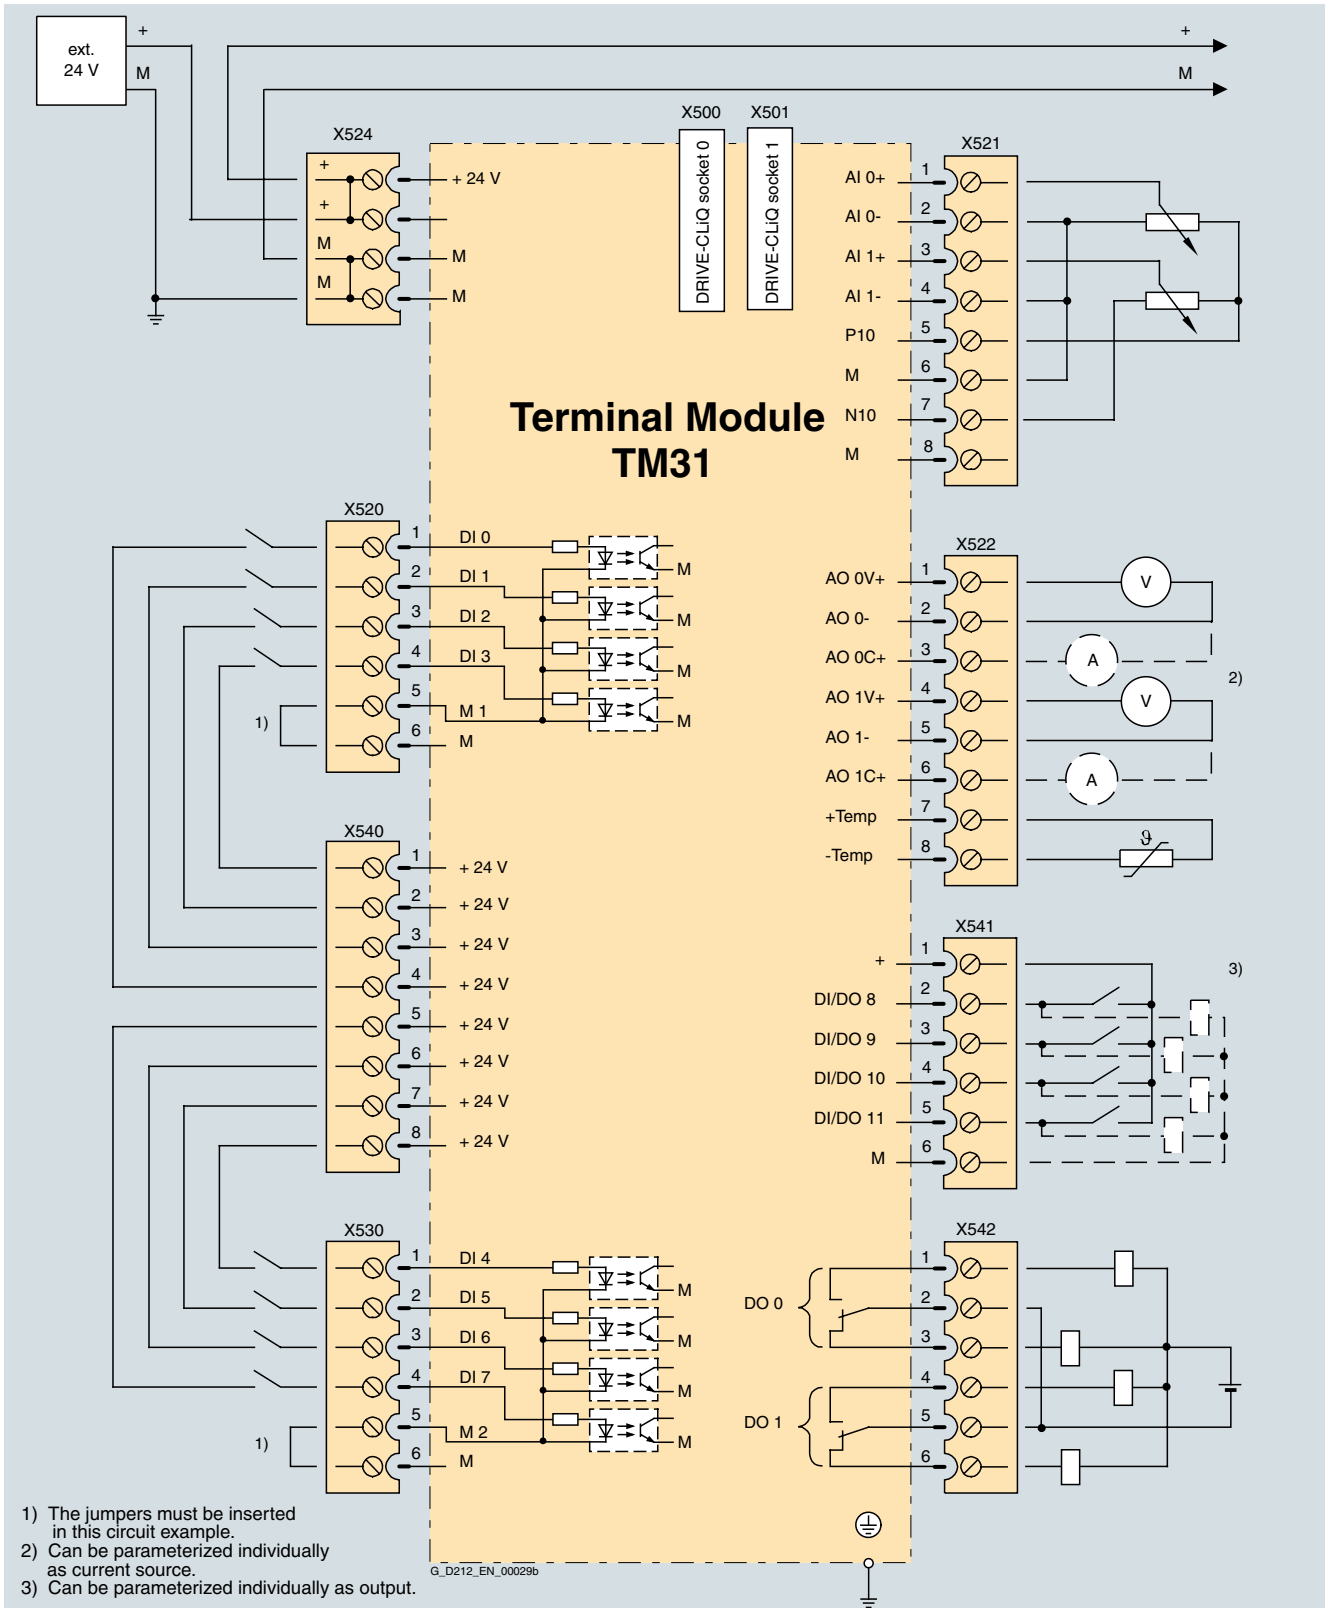 ext.
24 V
+
M
+
M
X524
+
+
M
M
+ 24 V
M
M
X500
DRIVE-CLiQ socket 0
X501
DRIVE-CLiQ socket 1
X521
AI 0+ 1
AI 0- 2
AI 1+ 3
AI 1- 4
P10 5
M 6
N10 7
M 8
Terminal Module
TM31
X520
1 DI 0
2 DI 1
3 DI 2
4 DI 3
5 M 1
6 M
1)
M
M
M
M
X522
AO 0V+ 1
AO 0- 2
AO 0C+ 3
AO 1V+ 4
AO 1- 5
AO 1C+ 6
+Temp 7
-Temp 8
V
A
V
A
2)
ϑ
X540
1 + 24 V
2 + 24 V
3 + 24 V
4 + 24 V
5 + 24 V
6 + 24 V
7 + 24 V
8 + 24 V
X541
+ 1
DI/DO 8 2
DI/DO 9 3
DI/DO 10 4
DI/DO 11 5
M 6
3)
X530
1 DI 4
2 DI 5
3 DI 6
4 DI 7
5 M 2
6 M
1)
M
M
M
M
X542
DO 0
1
2
3
DO 1
4
5
6
1) The jumpers must be inserted
in this circuit example.
2) Can be parameterized individually
as current source.
3) Can be parameterized individually as output.
G_D212_EN_00029b